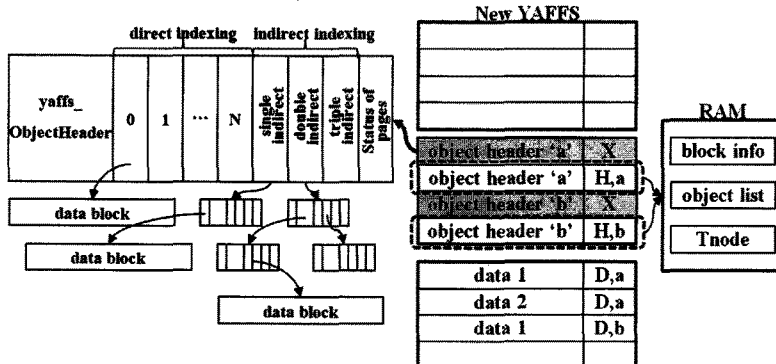 New YAFFS
direct indexing
indirect indexing
yaffs_
ObjectHeader
0
1
...
N
single
indirect
double
indirect
triple
indirect
Status of
pages
data block
data block
data block
object header 'a'
X
object header 'a'
H,a
object header 'b'
X
object header 'b'
H,b
data 1
D,a
data 2
D,a
data 1
D,b
RAM
block info
object list
Tnode